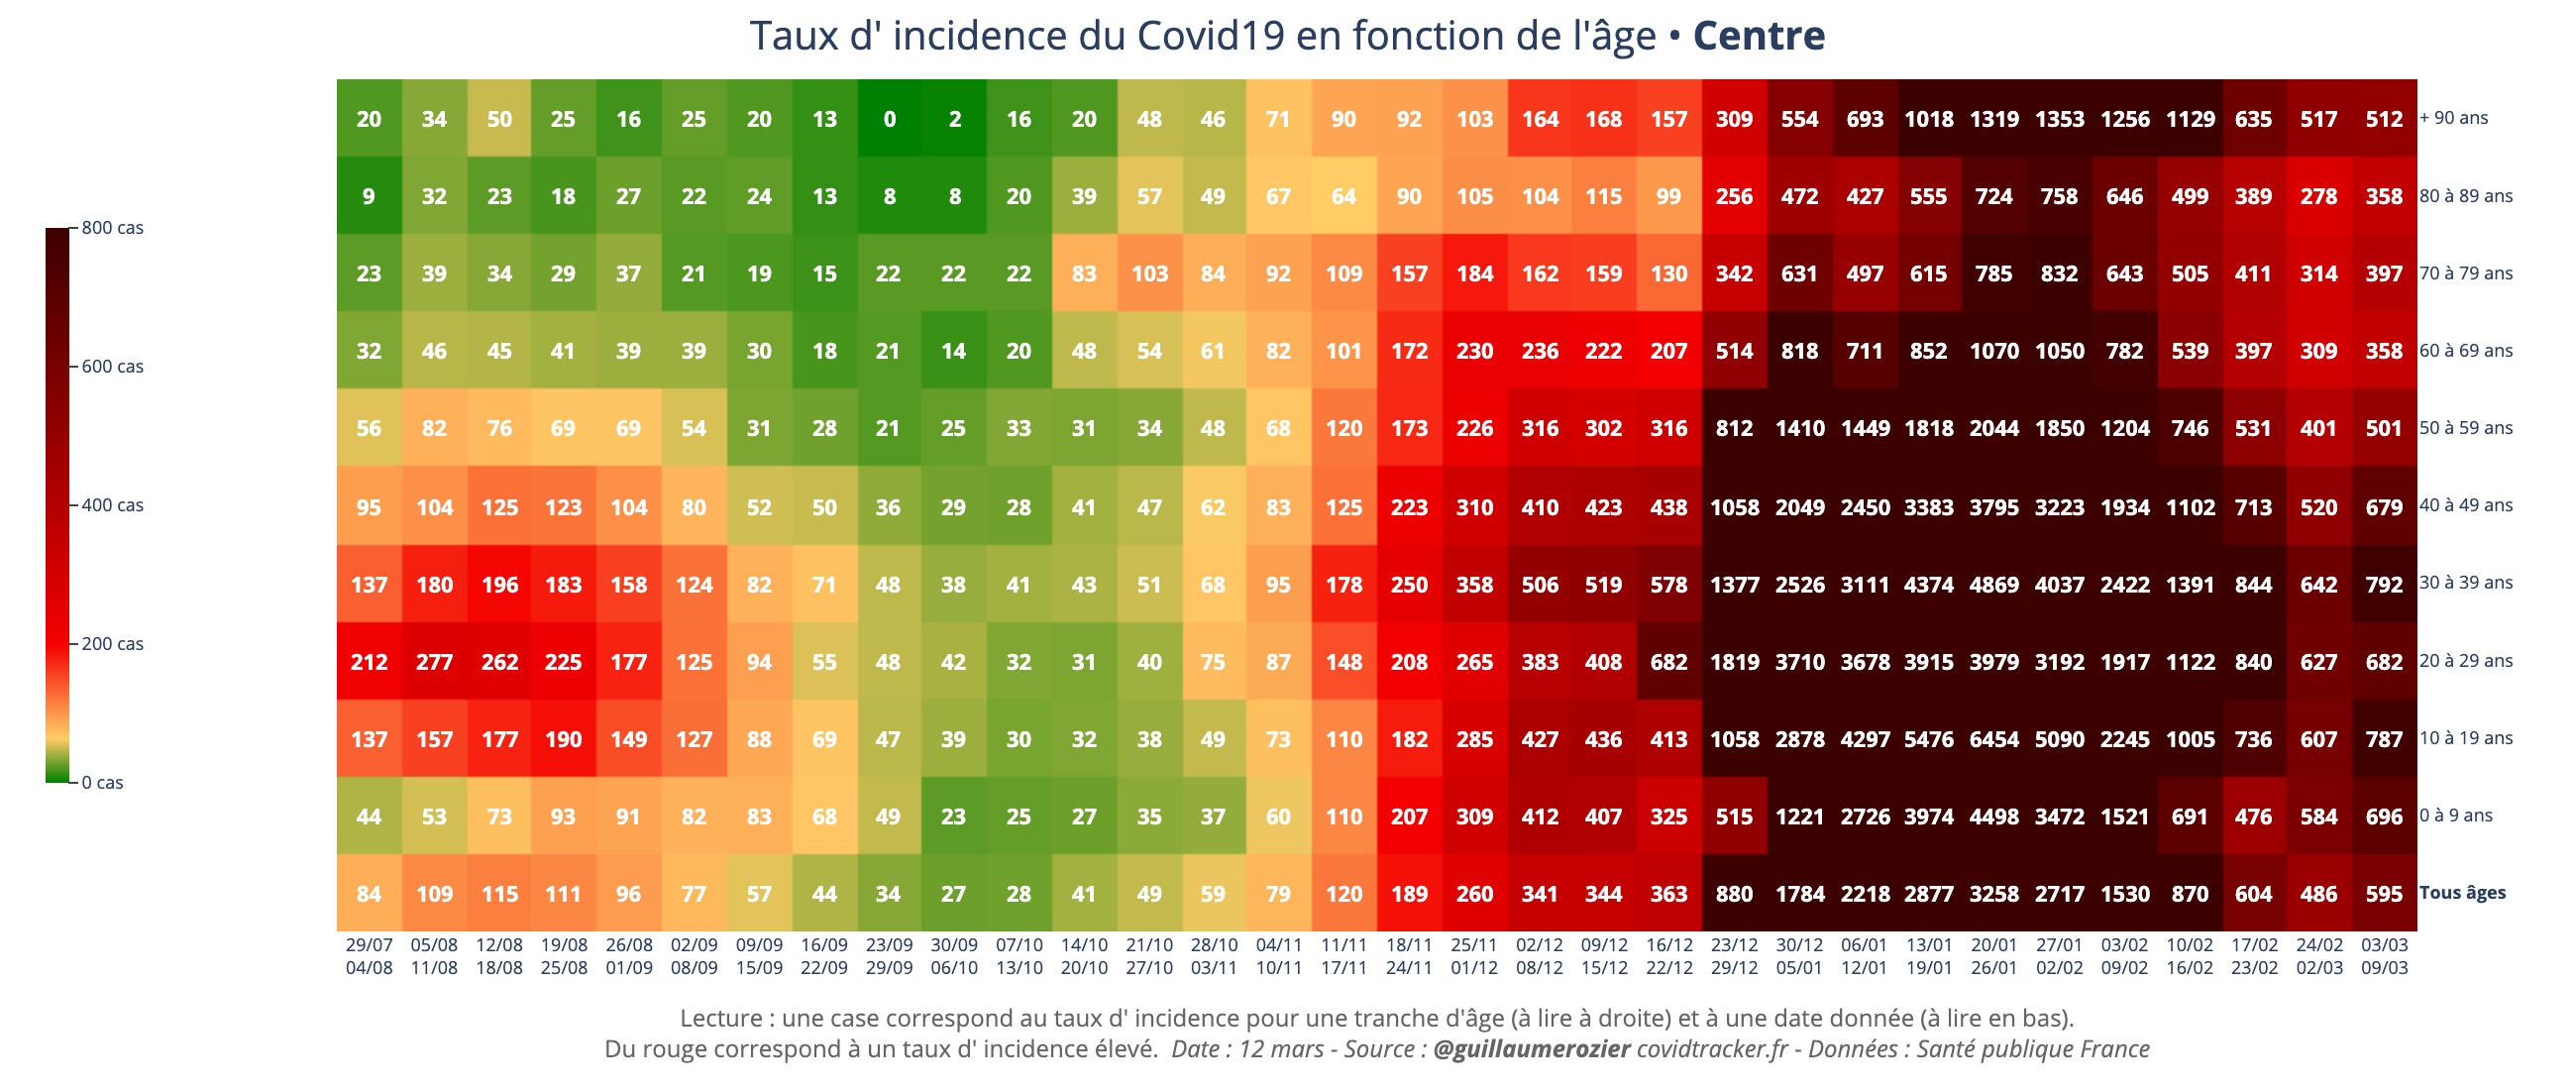 Taux d' incidence du Covid19 en fonction de l'âge • Centre
20 34 50 25 16 25 20 13 0 2 16 20 48 46 71 90 92 103 164 168 157 309 554 693 1018 1319 1353 1256 1129 635 517 512 + 90 ans
9 32 23 18 27 22 24 13 8 8 20 39 57 49 67 64 90 105 104 115 99 256 472 427 555 724 758 646 499 389 278 358 80 à 89 ans
800 cas
23 39 34 29 37 21 19 15 22 22 22 83 103 84 92 109 157 184 162 159 130 342 631 497 615 785 832 643 505 411 314 397 70 à 79 ans
32 46 45 41 39 39 30 18 21 14 20 48 54 61 82 101 172 230 236 222 207 514 818 711 852 1070 1050 782 539 397 309 358 60 à 69 ans
600 cas
56 82 76 69 69 54 31 28 21 25 33 31 34 48 68 120 173 226 316 302 316 812 1410 1449 1818 2044 1850 1204 746 531 401 501 50 à 59 ans
400 cas
95 104 125 123 104 80 52 50 36 29 28 41 47 62 83 125 223 310 410 423 438 1058 2049 2450 3383 3795 3223 1934 1102 713 520 679 40 à 49 ans
137 180 196 183 158 124 82 71 48 38 41 43 51 68 95 178 250 358 506 519 578 1377 2526 3111 4374 4869 4037 2422 1391 844 642 792 30 à 39 ans
200 cas
212 277 262 225 177 125 94 55 48 42 32 31 40 75 87 148 208 265 383 408 682 1819 3710 3678 3915 3979 3192 1917 1122 840 627 682 20 à 29 ans
137 157 177 190 149 127 88 69 47 39 30 32 38 49 73 110 182 285 427 436 413 1058 2878 4297 5476 6454 5090 2245 1005 736 607 787 10 à 19 ans
0 cas
44 53 73 93 91 82 83 68 49 23 25 27 35 37 60 110 207 309 412 407 325 515 1221 2726 3974 4498 3472 1521 691 476 584 696 0 à 9 ans
84 109 115 111 96 77 57 44 34 27 28 41 49 59 79 120 189 260 341 344 363 880 1784 2218 2877 3258 2717 1530 870 604 486 595 Tous âges
29/07 05/08 12/08 19/08 26/08 02/09 09/09 16/09 23/09 30/09 07/10 14/10 21/10 28/10 04/11 11/11 18/11 25/11 02/12 09/12 16/12 23/12 30/12 06/01 13/01 20/01 27/01 03/02 10/02 17/02 24/02 03/03
04/08 11/08 18/08 25/08 01/09 08/09 15/09 22/09 29/09 06/10 13/10 20/10 27/10 03/11 10/11 17/11 24/11 01/12 08/12 15/12 22/12 29/12 05/01 12/01 19/01 26/01 02/02 09/02 16/02 23/02 02/03 09/03
Lecture : une case correspond au taux d' incidence pour une tranche d'âge (à lire à droite) et à une date donnée (à lire en bas).
Du rouge correspond à un taux d' incidence élevé. Date : 12 mars - Source : @guillaumerozier covidtracker.fr - Données : Santé publique France